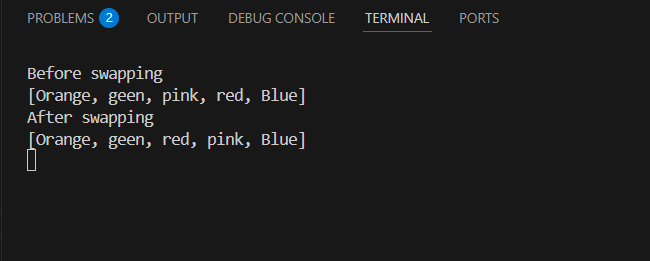 PROBLEMS 2 OUTPUT DEBUG CONSOLE TERMINAL PORTS
Before swapping
[Orange, geen, pink, red, Blue]
After swapping
[Orange, geen, red, pink, Blue]